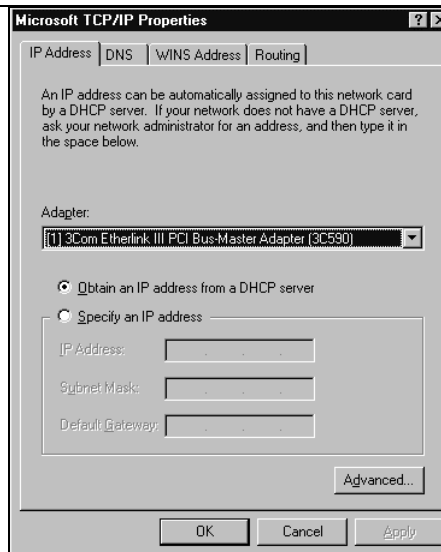 Microsoft TCP/IP Properties
IP Address DNS WINS Address Routing
An IP address can be automatically assigned to this network card
by a DHCP server. If your network does not have a DHCP server,
ask your network administrator for an address, and then type it in
the space below.
Adapter:
[1] 3Com Etherlink III PCI Bus-Master Adapter (3C590)
Obtain an IP address from a DHCP server
Specify an IP address
IP Address:
Subnet Mask:
Default Gateway:
Advanced...
OK Cancel Apply